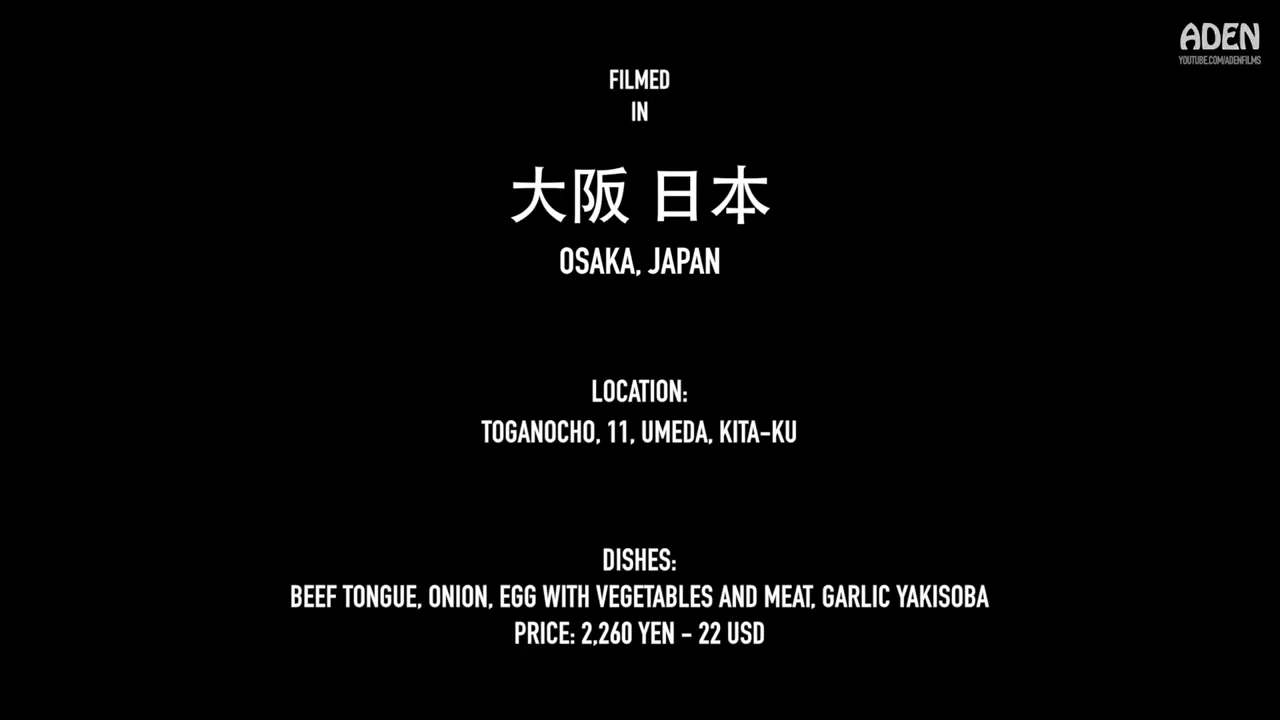 ADEN
YOUTUBE.COM/ADENFILMS
FILMED
IN
大阪 日本
OSAKA, JAPAN
LOCATION:
TOGANOCHO, 11, UMEDA, KITA-KU
DISHES:
BEEF TONGUE, ONION, EGG WITH VEGETABLES AND MEAT, GARLIC YAKISOBA
PRICE: 2,260 YEN - 22 USD